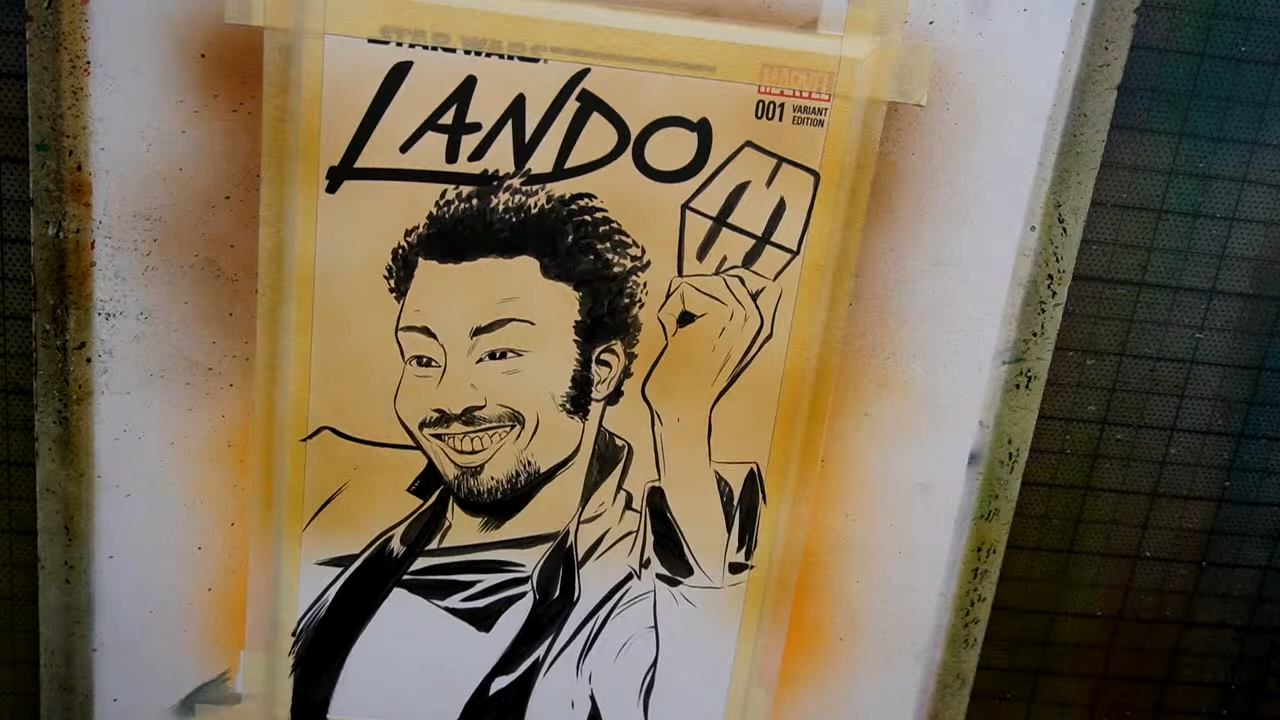 STAR WARS
LANDO
MARVEL
001 VARIANT
EDITION